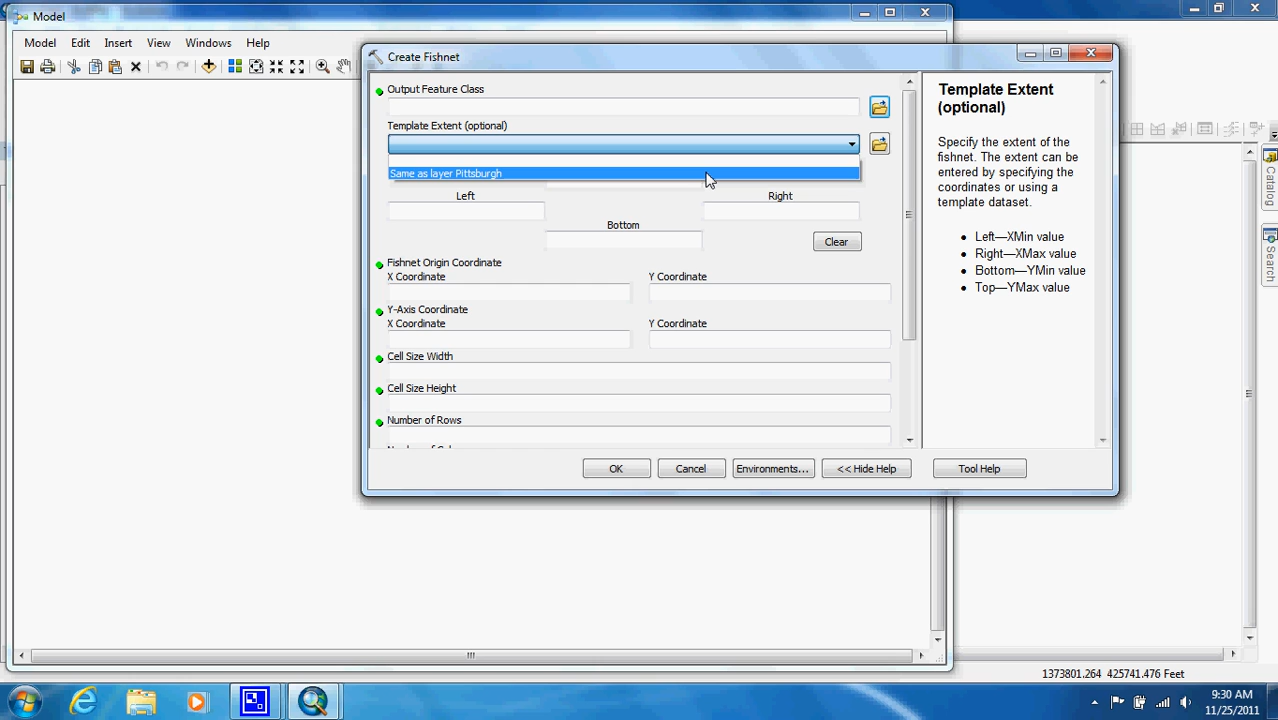 Model
Model Edit Insert View Windows Help
Create Fishnet
Output Feature Class
Template Extent (optional)
Same as layer Pittsburgh
Left
Right
Bottom
Clear
Fishnet Origin Coordinate
X Coordinate
Y Coordinate
Y-Axis Coordinate
X Coordinate
Y Coordinate
Cell Size Width
Cell Size Height
Number of Rows
OK
Cancel
Environments...
<< Hide Help
Tool Help
Template Extent
(optional)
Specify the extent of the
fishnet. The extent can be
entered by specifying the
coordinates or using a
template dataset.
Left—XMin value
Right—XMax value
Bottom—YMin value
Top—YMax value
Catalog
Search
1373801.264 425741.476 Feet
9:30 AM
11/25/2011